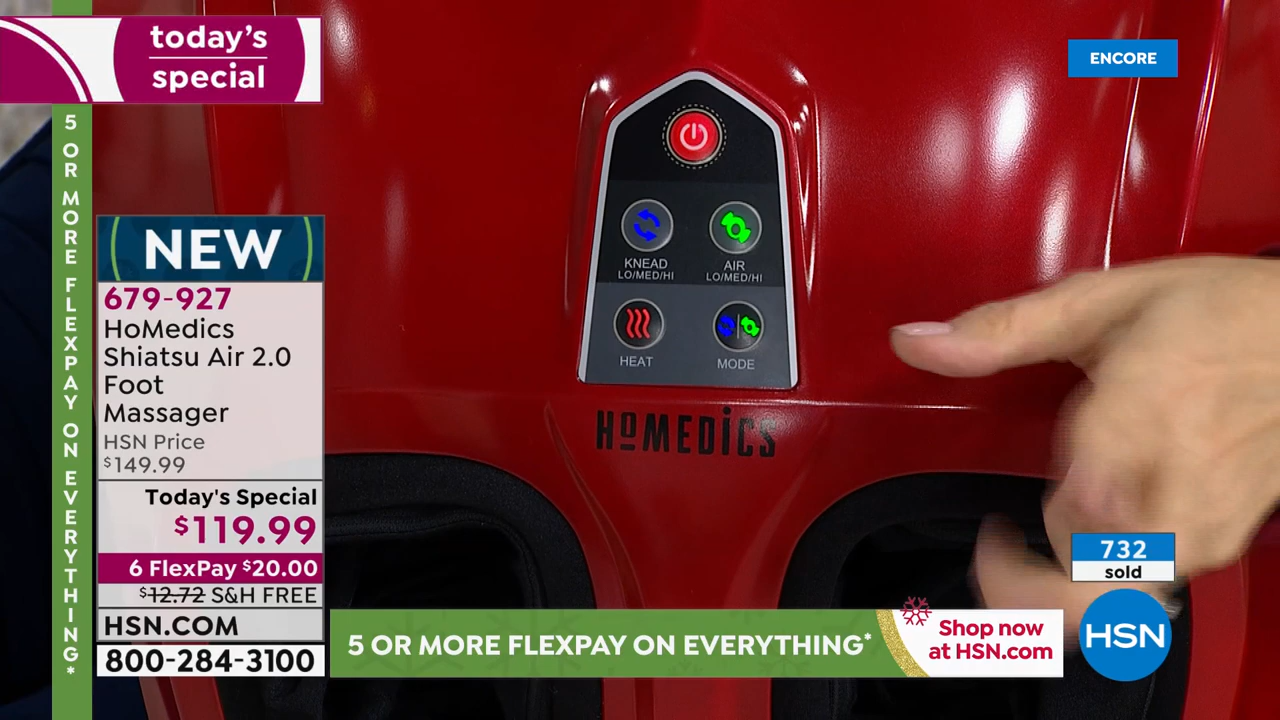 today's
special
ENCORE
5 OR MORE FLEXPAY ON EVERYTHING*
NEW
679-927
HoMedics
Shiatsu Air 2.0
Foot
Massager
HSN Price
$149.99
Today's Special
$119.99
6 FlexPay $20.00
$12.72 S&H FREE
HSN.COM
800-284-3100
KNEAD
LO/MED/HI
AIR
LO/MED/HI
HEAT
MODE
HOMEDICS
732
sold
5 OR MORE FLEXPAY ON EVERYTHING*
Shop now
at HSN.com
HSN